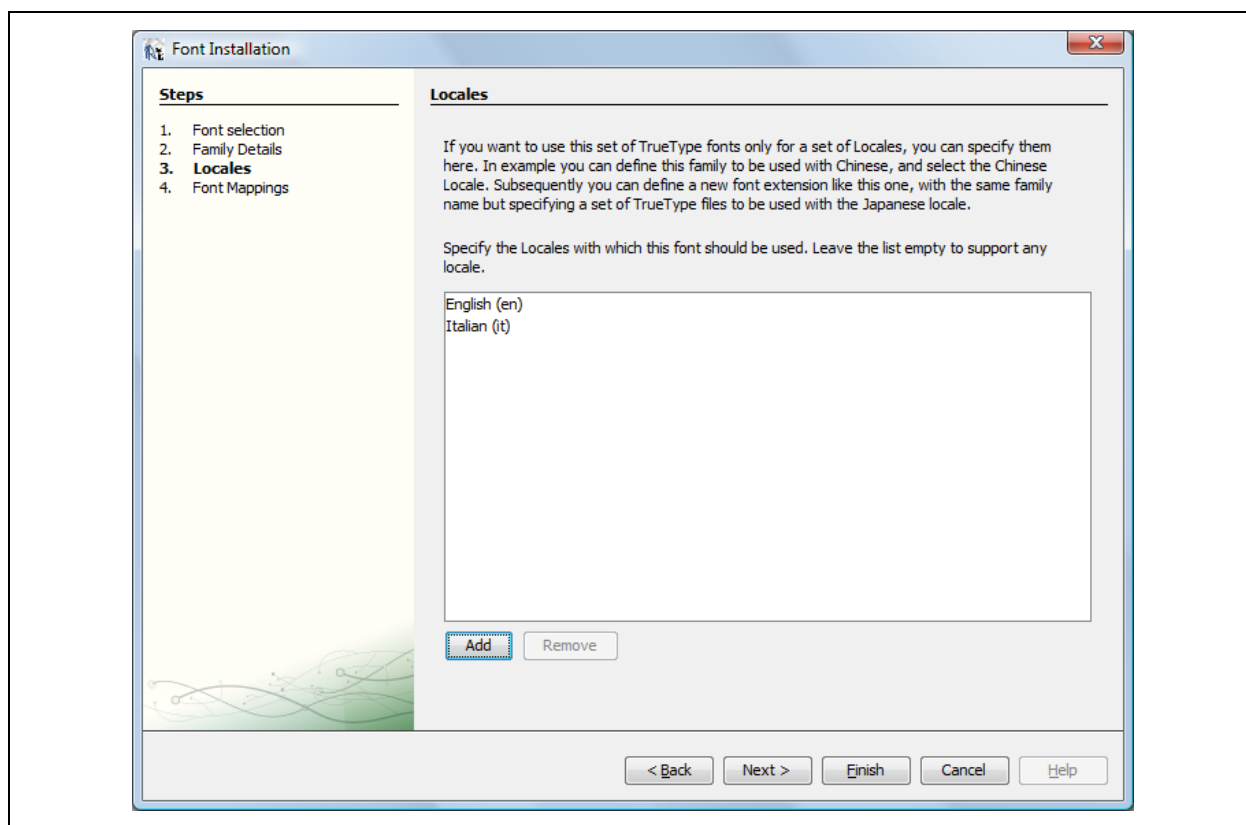 Font Installation
Steps
1. Font selection
2. Family Details
3. Locales
4. Font Mappings
Locales
If you want to use this set of TrueType fonts only for a set of Locales, you can specify them
here. In example you can define this family to be used with Chinese, and select the Chinese
Locale. Subsequently you can define a new font extension like this one, with the same family
name but specifying a set of TrueType files to be used with the Japanese locale.
Specify the Locales with which this font should be used. Leave the list empty to support any
locale.
English (en)
Italian (it)
Add Remove
< Back Next > Finish Cancel Help